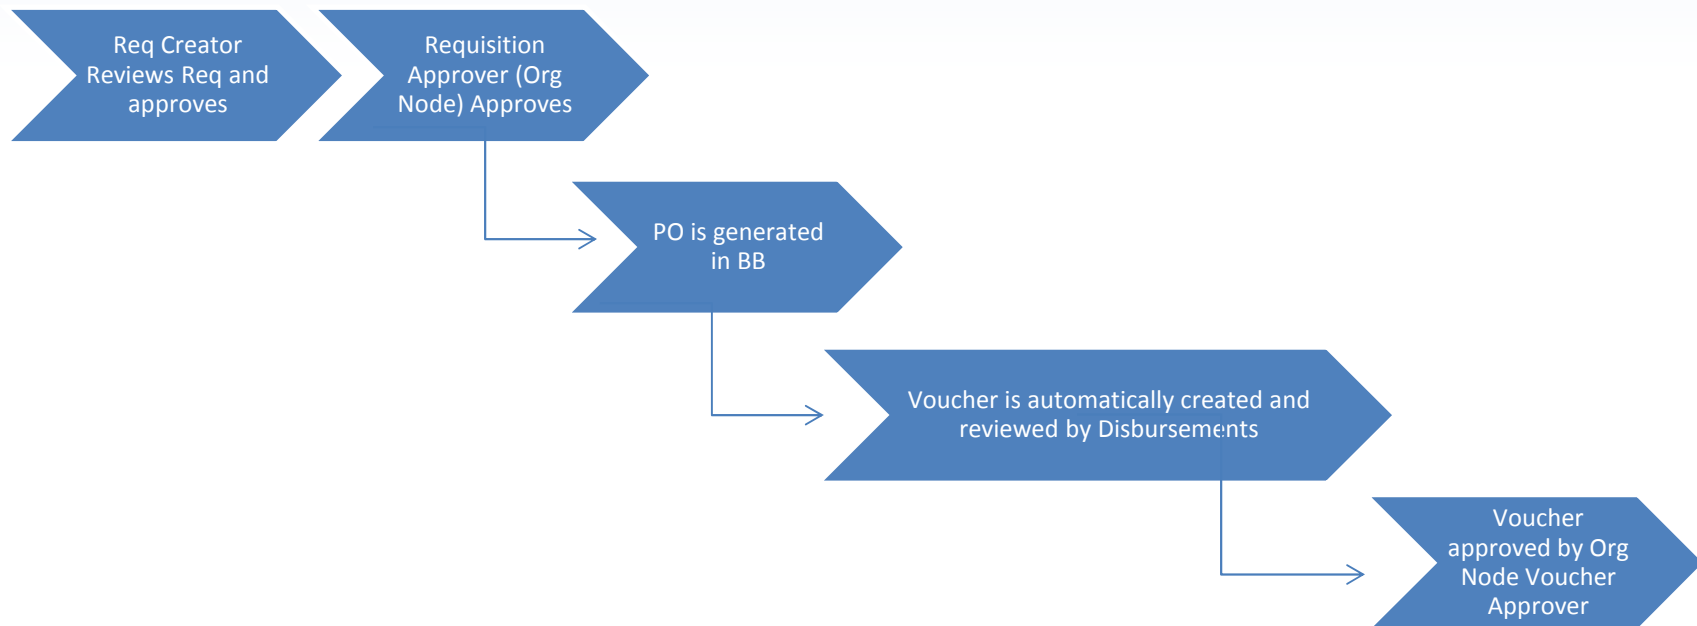 Req Creator
Reviews Req and
approves
Requisition
Approver (Org
Node) Approves
PO is generated
in BB
Voucher is automatically created and
reviewed by Disbursements
Voucher
approved by Org
Node Voucher
Approver